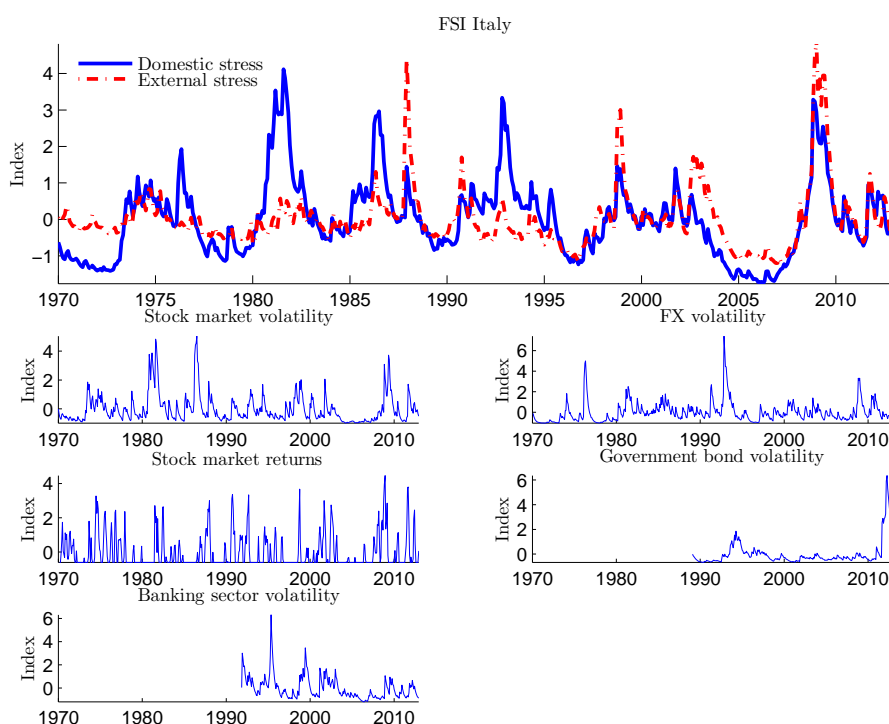 FSI Italy
Domestic stress
External stress
Index
4
3
2
1
0
−1
1970 1975 1980 1985 1990 1995 2000 2005 2010
Stock market volatility
Index
4
2
0
1970 1980 1990 2000 2010
FX volatility
Index
6
4
2
0
1970 1980 1990 2000 2010
Stock market returns
Index
4
2
0
1970 1980 1990 2000 2010
Government bond volatility
Index
6
4
2
0
1970 1980 1990 2000 2010
Banking sector volatility
Index
6
4
2
0
1970 1980 1990 2000 2010